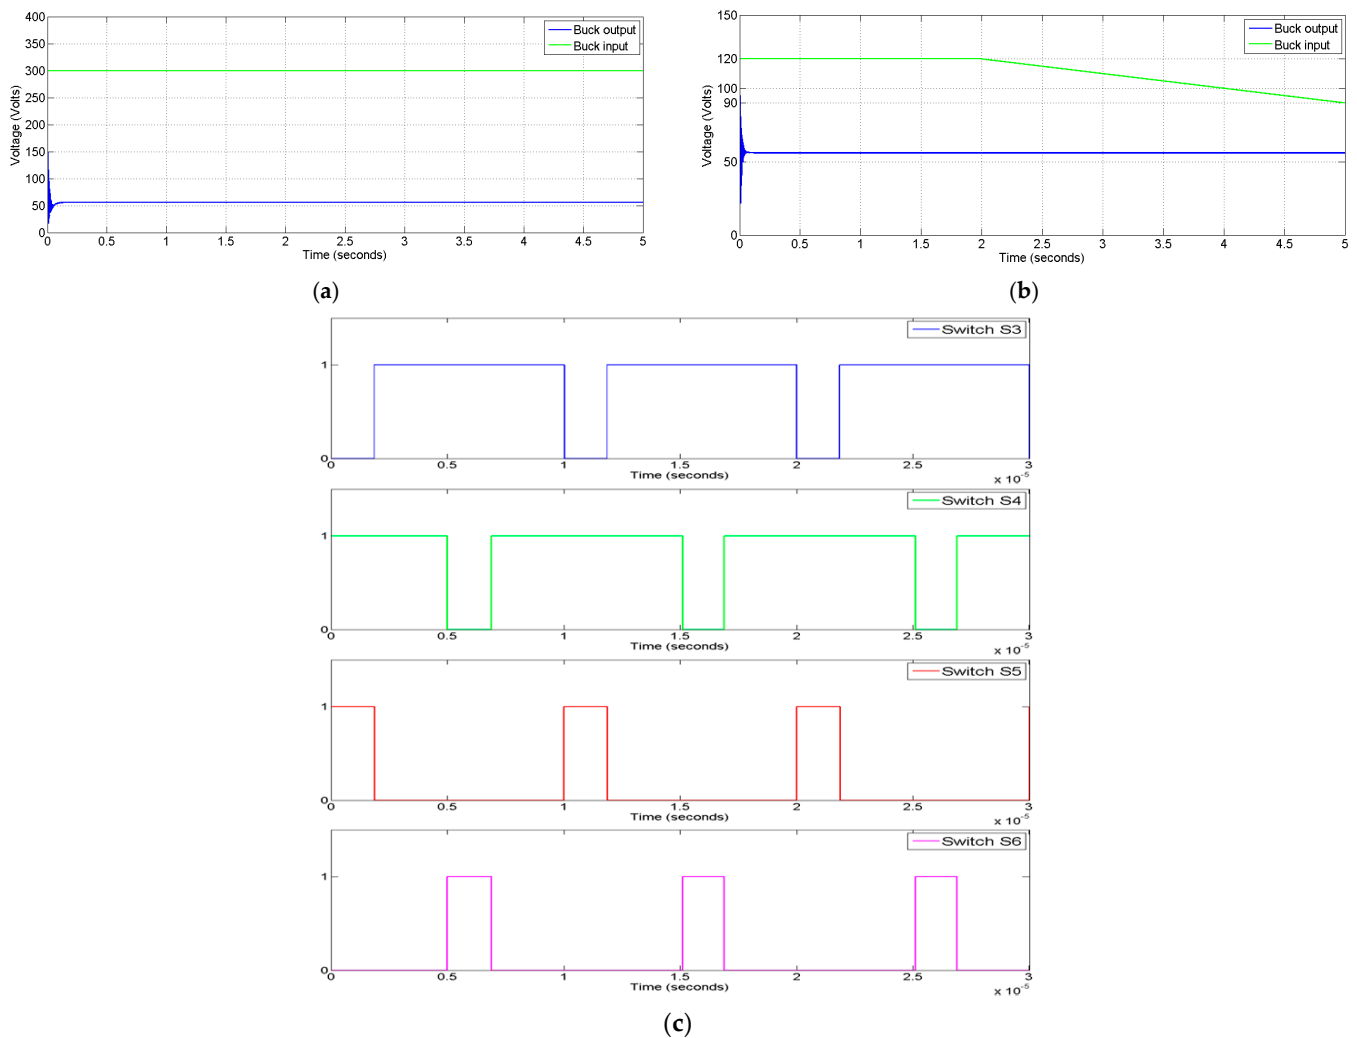 400
350
300
250
200
150
100
50
0
Voltage (Volts)
Buck output
Buck input
0 0.5 1 1.5 2 2.5 3 3.5 4 4.5 5
Time (seconds)
(a)
150
120
100
90
50
0
Voltage (Volts)
Buck output
Buck input
0 0.5 1 1.5 2 2.5 3 3.5 4 4.5 5
Time (seconds)
(b)
Switch S3
1
0
0 0.5 1 1.5 2 2.5 3
Time (seconds)
x 10⁻⁵
Switch S4
1
0
0 0.5 1 1.5 2 2.5 3
Time (seconds)
x 10⁻⁵
Switch S5
1
0
0 0.5 1 1.5 2 2.5 3
Time (seconds)
x 10⁻⁵
Switch S6
1
0
0 0.5 1 1.5 2 2.5 3
Time (seconds)
x 10⁻⁵
(c)